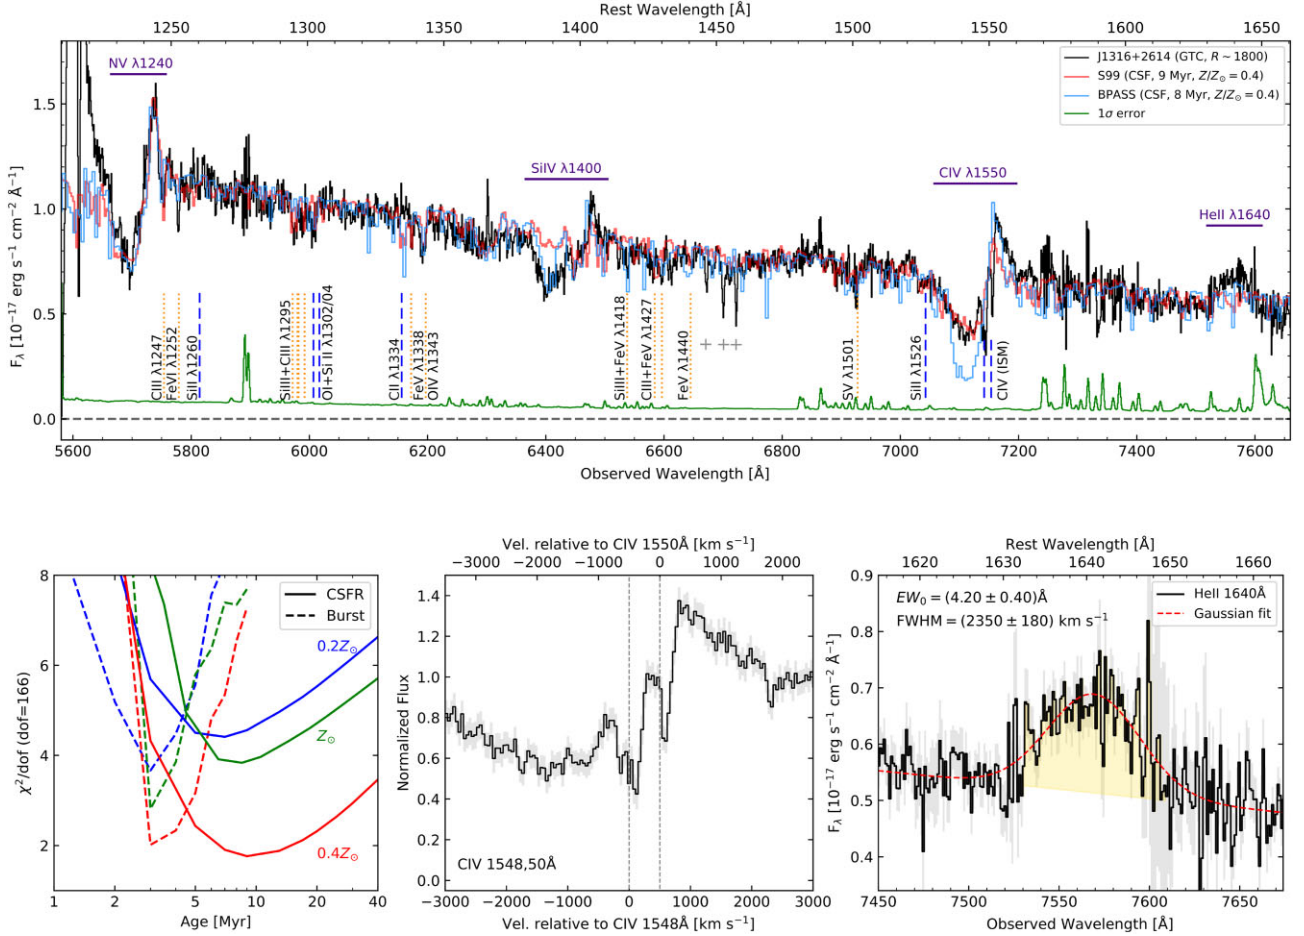 Rest Wavelength [Å]
1250 1300 1350 1400 1450 1500 1550 1600 1650
NV λ1240
SiIV λ1400
CIV λ1550
HeII λ1640
J1316+2614 (GTC, R ~ 1800)
S99 (CSF, 9 Myr, Z/Z⊙ = 0.4)
BPASS (CSF, 8 Myr, Z/Z⊙ = 0.4)
1σ error
F_λ [10⁻¹⁷ erg s⁻¹ cm⁻² Å⁻¹]
1.5
1.0
0.5
0.0
CIII λ1247
FeVI λ1252
SiII λ1260
SiIII+CIII λ1295
OI+Si II λ1302/04
CII λ1334
FeV λ1338
OIV λ1343
SiIII+FeV λ1418
CIII+FeV λ1427
FeV λ1440
SV λ1501
SiII λ1526
CIV (ISM)
5600 5800 6000 6200 6400 6600 6800 7000 7200 7400 7600
Observed Wavelength [Å]
χ²/dof (dof=166)
8
6
4
2
CSFR
Burst
0.2Z⊙
Z⊙
0.4Z⊙
1 2 5 10 20 40
Age [Myr]
Vel. relative to CIV 1550Å [km s⁻¹]
−3000 −2000 −1000 0 1000 2000
Normalized Flux
1.4
1.2
1.0
0.8
0.6
0.4
0.2
0.0
CIV 1548,50Å
−3000 −2000 −1000 0 1000 2000 3000
Vel. relative to CIV 1548Å [km s⁻¹]
Rest Wavelength [Å]
1620 1630 1640 1650 1660
EW₀ = (4.20 ± 0.40)Å
FWHM = (2350 ± 180) km s⁻¹
HeII 1640Å
Gaussian fit
F_λ [10⁻¹⁷ erg s⁻¹ cm⁻² Å⁻¹]
0.9
0.8
0.7
0.6
0.5
0.4
7450 7500 7550 7600 7650
Observed Wavelength [Å]